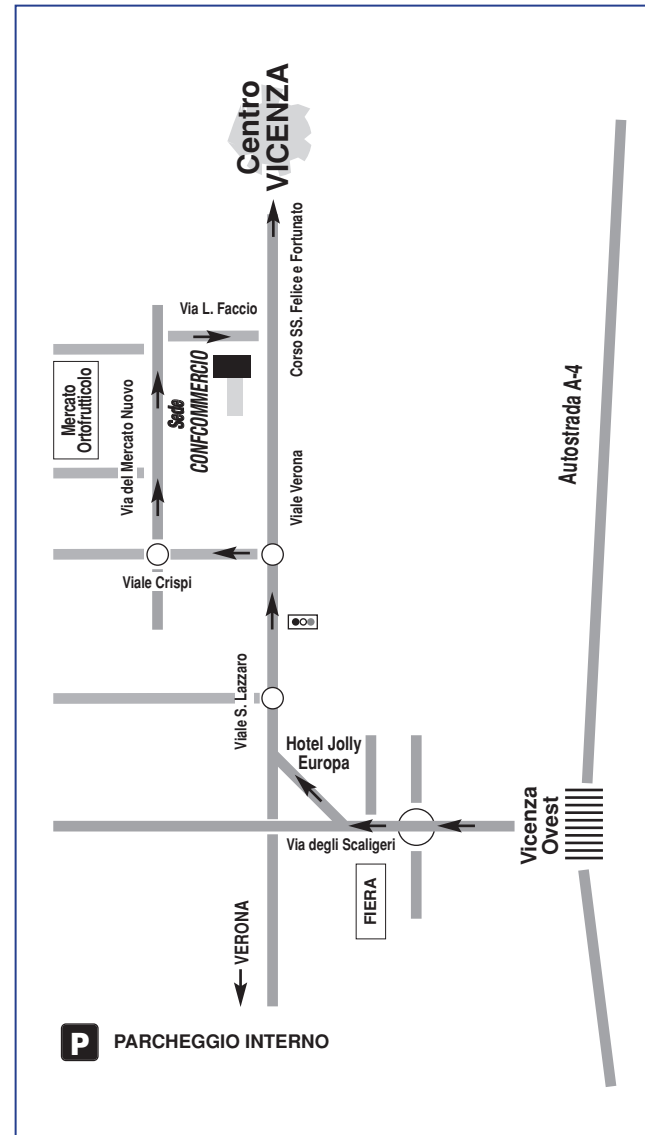 Centro
VICENZA
Via L. Faccio
Corso SS. Felice e Fortunato
Mercato
Ortofrutticolo
Via del Mercato Nuovo
Sede
CONFCOMMERCIO
Viale Verona
Autostrada A-4
Viale Crispi
Viale S. Lazzaro
Hotel Jolly
Europa
Via degli Scaligeri
Vicenza
Ovest
FIERA
VERONA
P PARCHEGGIO INTERNO